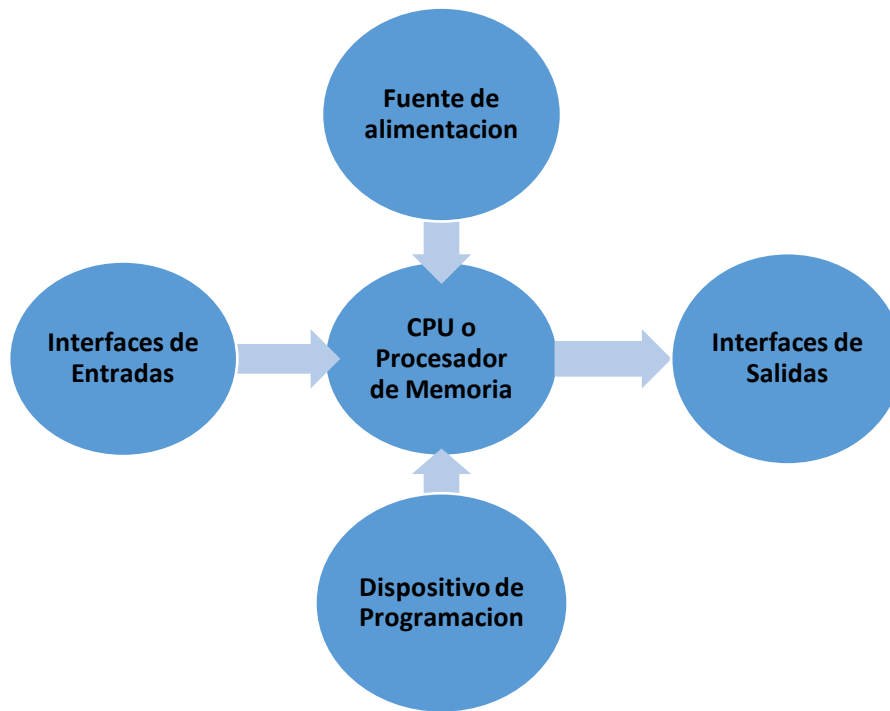 Fuente de
alimentacion
Interfaces de
Entradas
CPU o
Procesador
de Memoria
Interfaces de
Salidas
Dispositivo de
Programacion